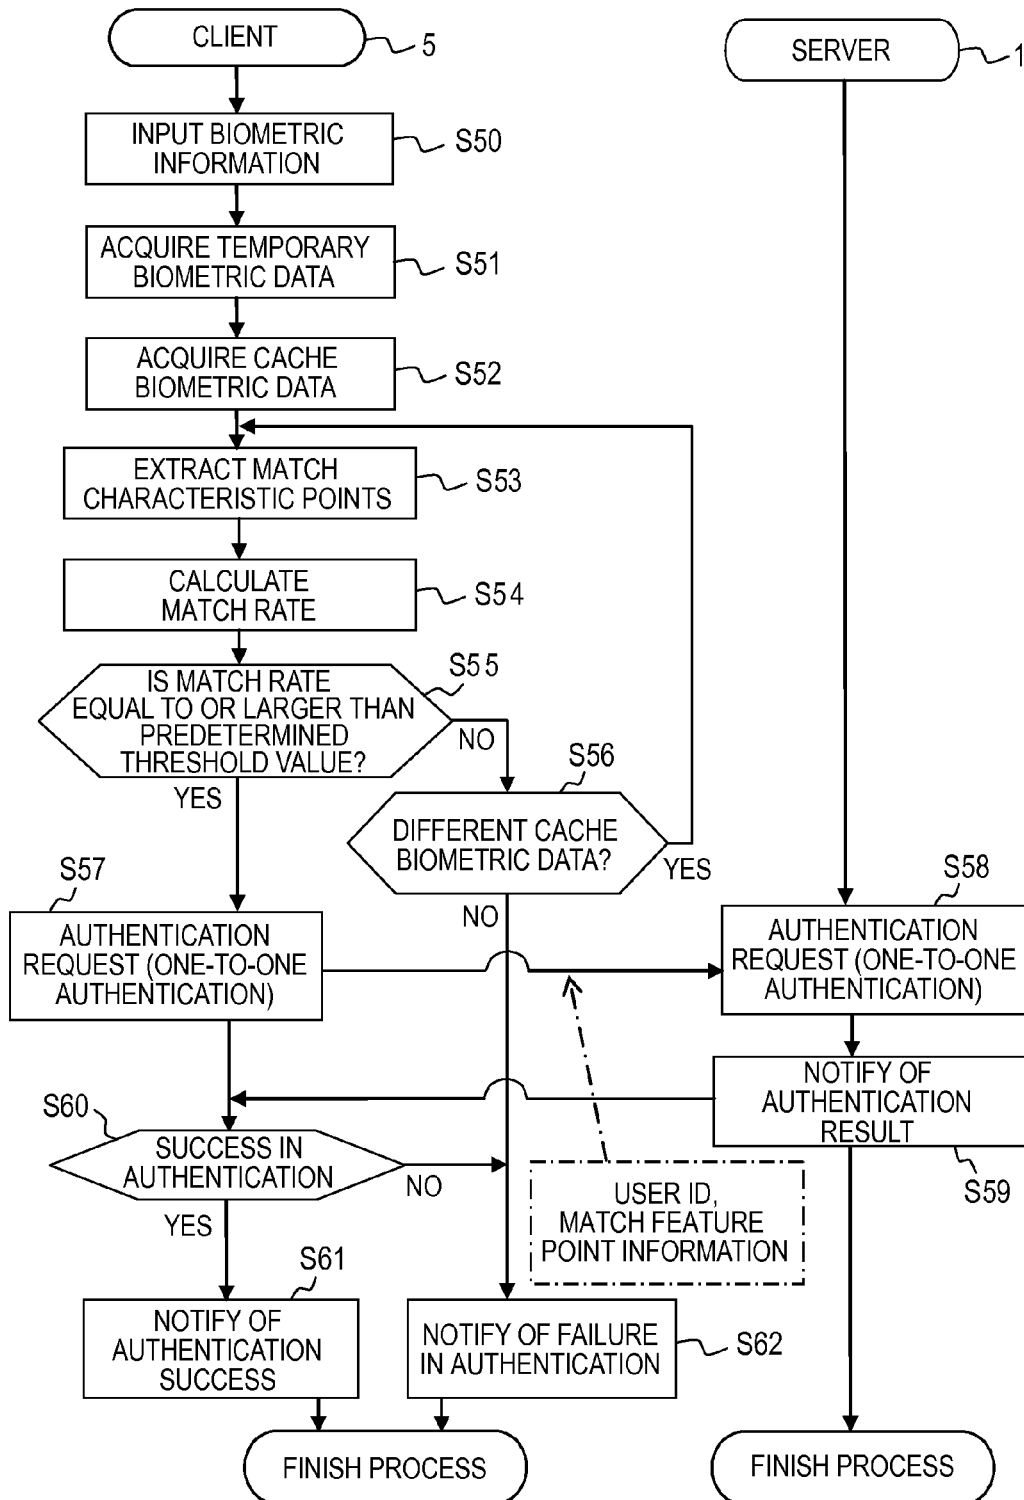 CLIENT
5
SERVER
1
INPUT BIOMETRIC
INFORMATION
S50
ACQUIRE TEMPORARY
BIOMETRIC DATA
S51
ACQUIRE CACHE
BIOMETRIC DATA
S52
EXTRACT MATCH
CHARACTERISTIC POINTS
S53
CALCULATE
MATCH RATE
S54
IS MATCH RATE
EQUAL TO OR LARGER THAN
PREDETERMINED
THRESHOLD VALUE?
S55
NO
YES
S56
DIFFERENT CACHE
BIOMETRIC DATA?
YES
NO
S57
AUTHENTICATION
REQUEST (ONE-TO-ONE
AUTHENTICATION)
S58
AUTHENTICATION
REQUEST (ONE-TO-ONE
AUTHENTICATION)
NOTIFY OF
AUTHENTICATION
RESULT
S59
S60
SUCCESS IN
AUTHENTICATION
NO
YES
USER ID,
MATCH FEATURE
POINT INFORMATION
S61
NOTIFY OF
AUTHENTICATION
SUCCESS
NOTIFY OF FAILURE
IN AUTHENTICATION
S62
FINISH PROCESS
FINISH PROCESS